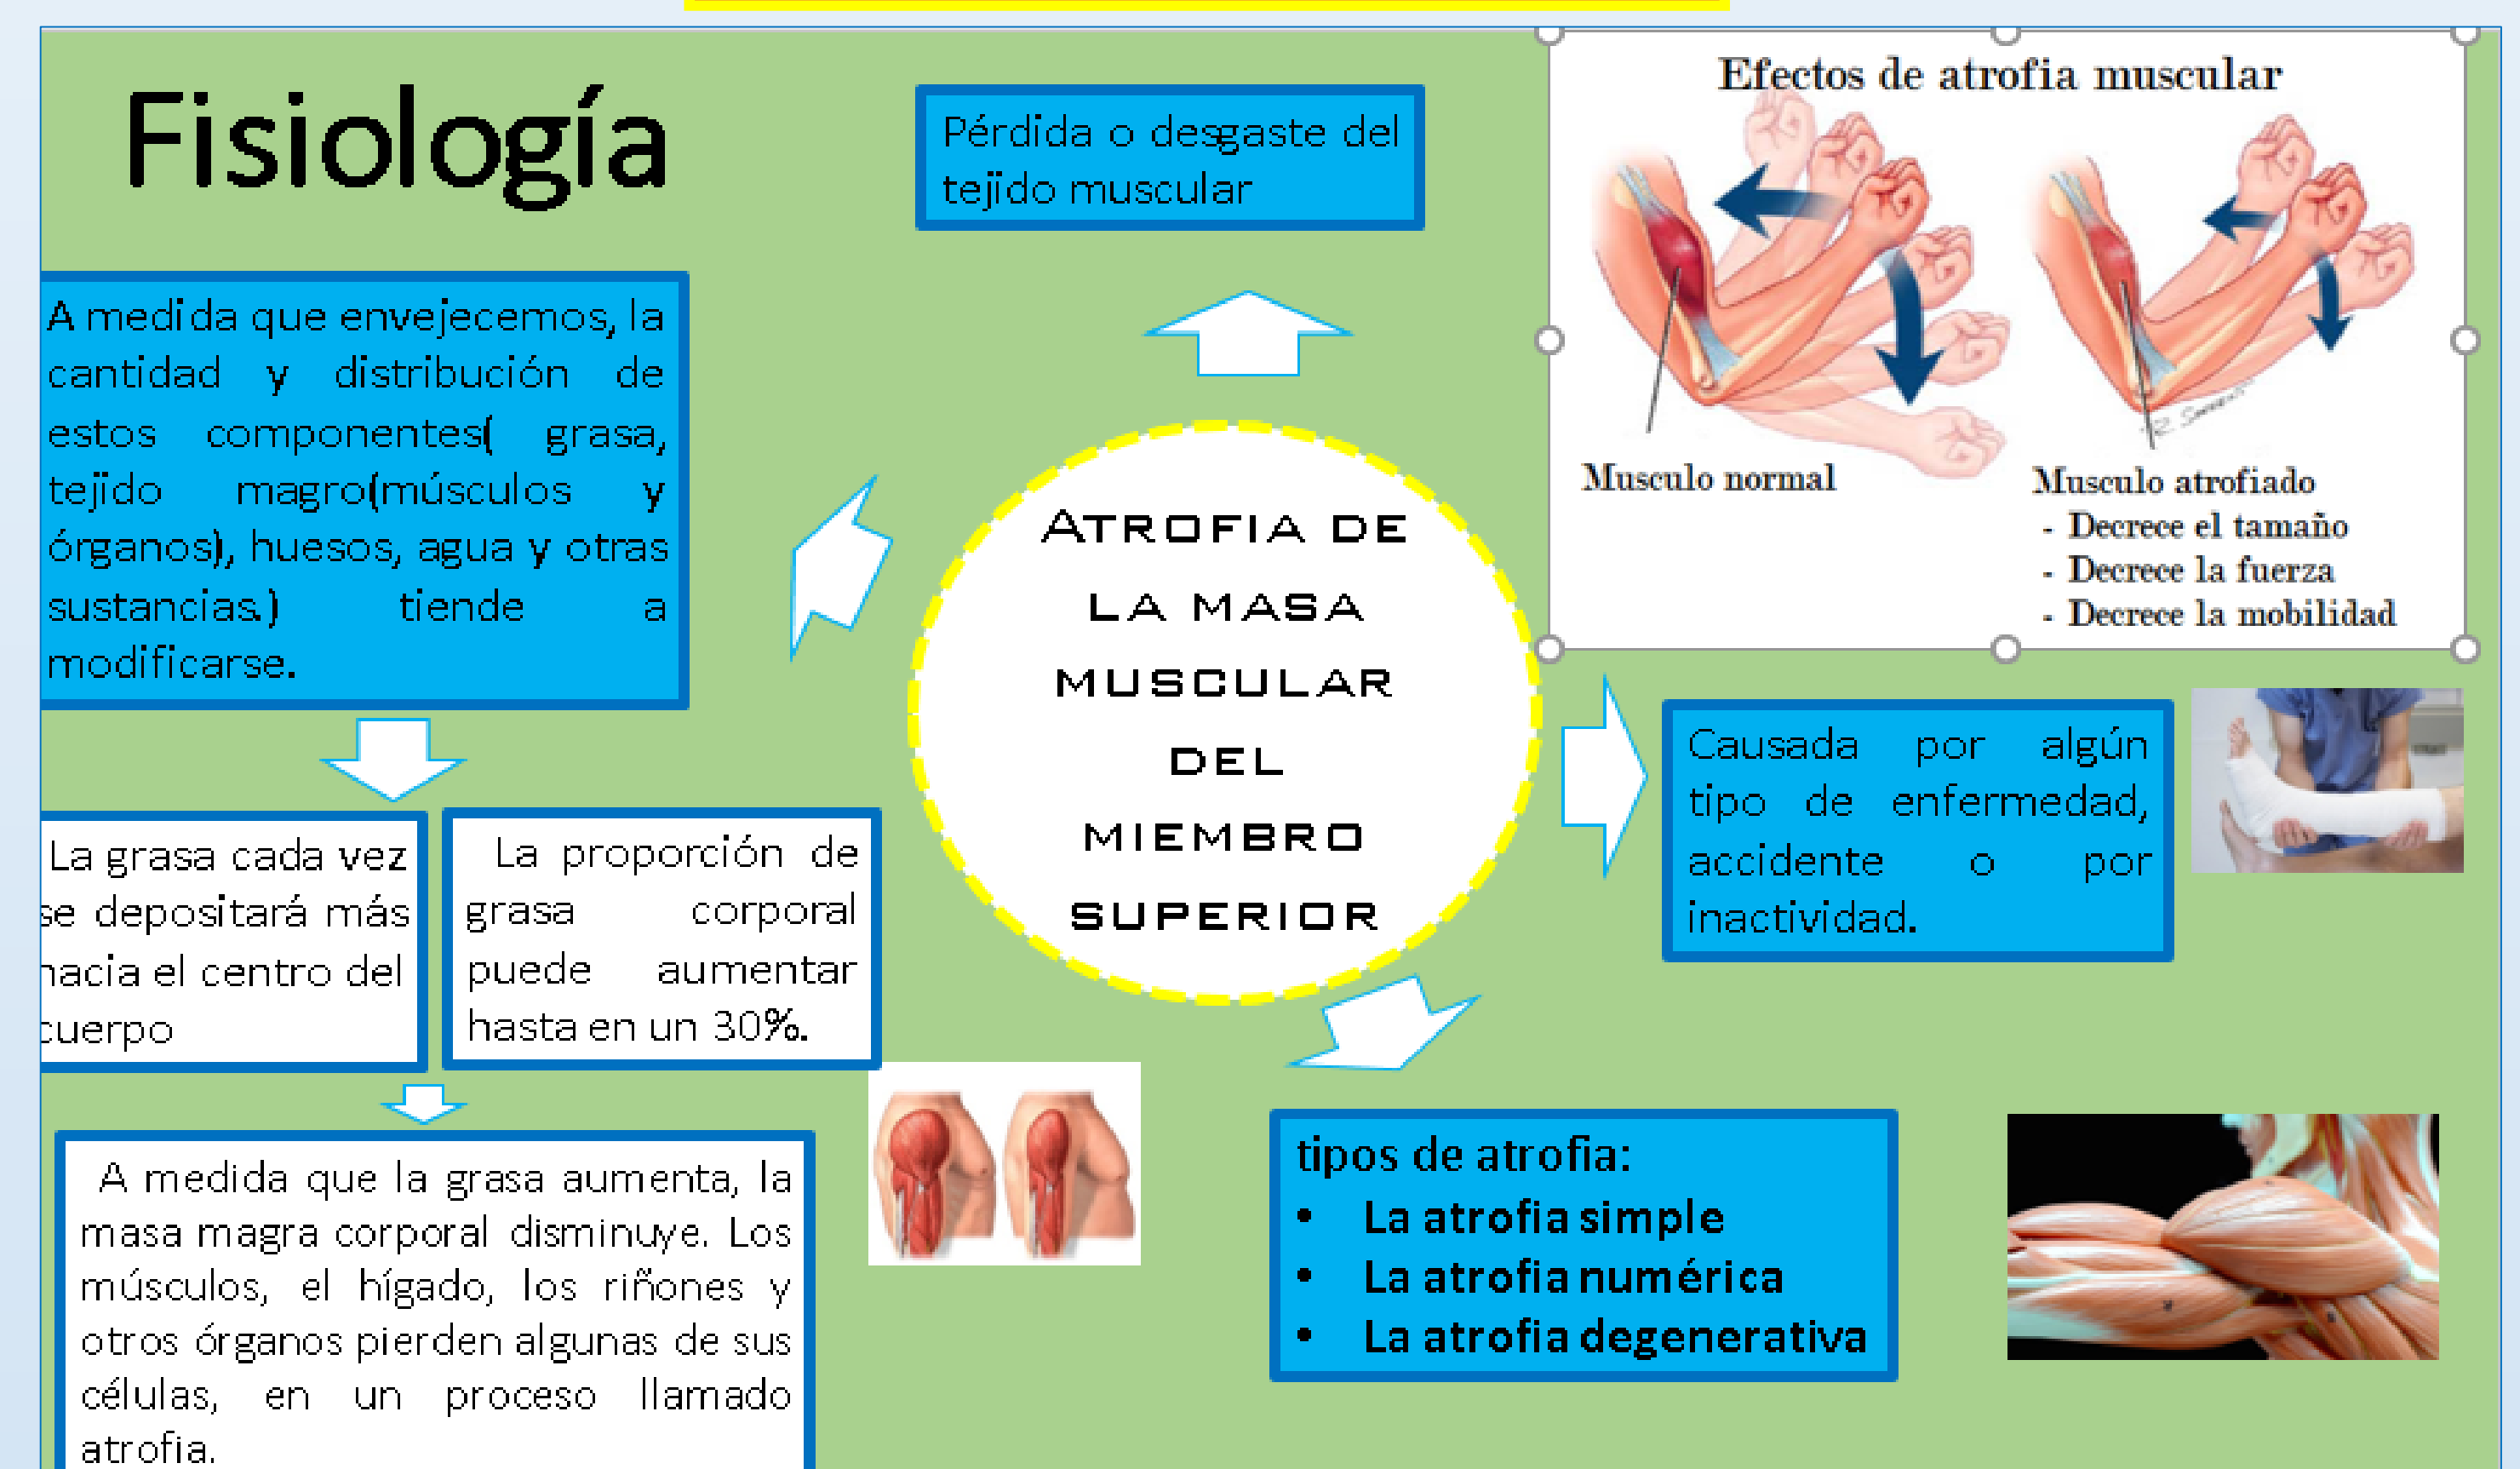 Fisiología
Pérdida o desgaste del
tejido muscular
Efectos de atrofia muscular
Musculo normal
Musculo atrofiado
- Decrece el tamaño
- Decrece la fuerza
- Decrece la mobilidad
A medida que envejecemos, la
cantidad y distribución de
estos componentes( grasa,
tejido magro(músculos y
órganos), huesos, agua y otras
sustancias.) tiende a
modificarse.
ATROFIA DE
LA MASA
MUSCULAR
DEL
MIEMBRO
SUPERIOR
Causada por algún
tipo de enfermedad,
accidente o por
inactividad.
La grasa cada vez
se depositará más
hacia el centro del
cuerpo
La proporción de
grasa corporal
puede aumentar
hasta en un 30%.
A medida que la grasa aumenta, la
masa magra corporal disminuye. Los
músculos, el hígado, los riñones y
otros órganos pierden algunas de sus
células, en un proceso llamado
atrofia.
tipos de atrofia:
• La atrofia simple
• La atrofia numérica
• La atrofia degenerativa